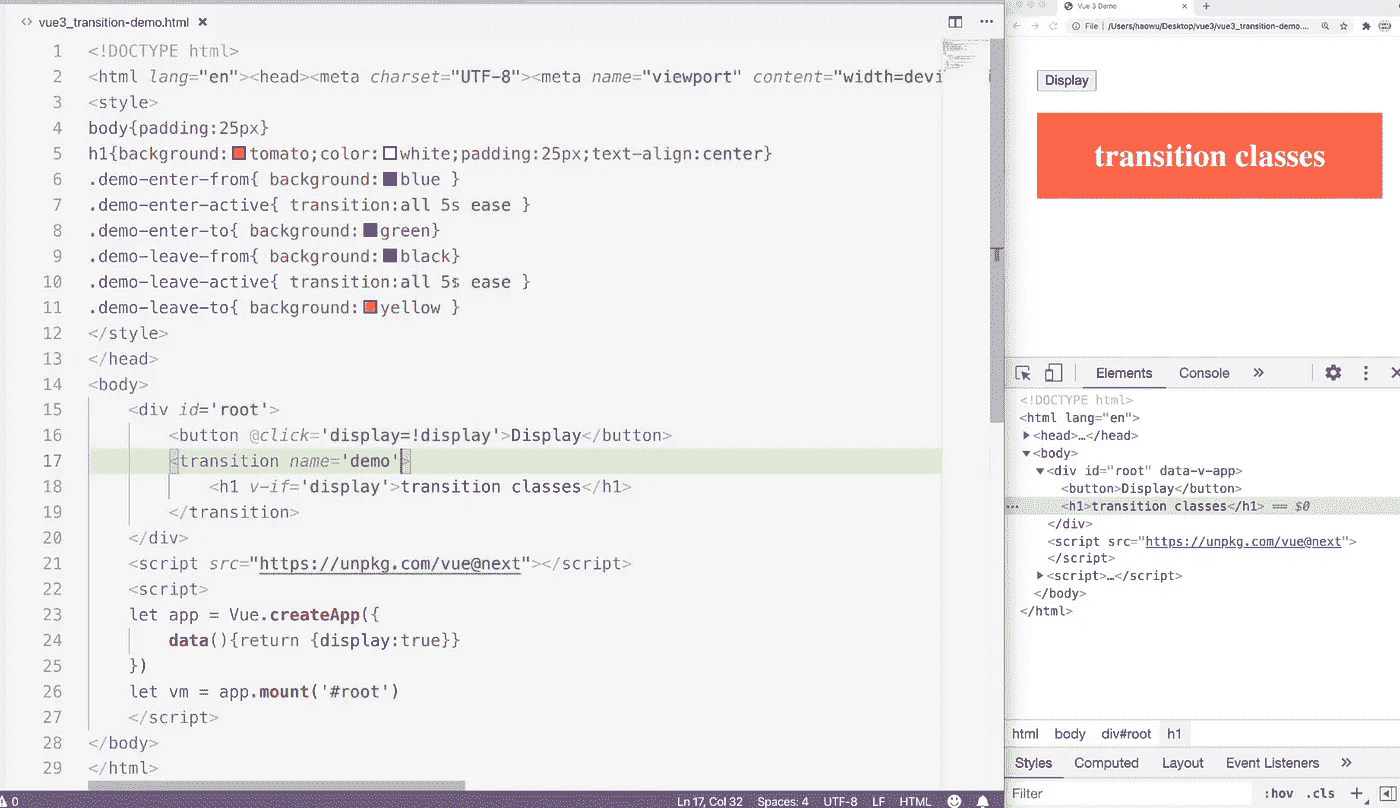 vue3_transition-demo.html
1 <!DOCTYPE html>
2 <html lang="en"><head><meta charset="UTF-8"><meta name="viewport" content="width=devi
3 <style>
4 body{padding:25px}
5 h1{background:tomato;color:white;padding:25px;text-align:center}
6 .demo-enter-from{ background:blue }
7 .demo-enter-active{ transition:all 5s ease }
8 .demo-enter-to{ background:green}
9 .demo-leave-from{ background:black}
10 .demo-leave-active{ transition:all 5s ease }
11 .demo-leave-to{ background:yellow }
12 </style>
13 </head>
14 <body>
15 <div id='root'>
16 <button @click='display=!display'>Display</button>
17 <transition name='demo'>
18 <h1 v-if='display'>transition classes</h1>
19 </transition>
20 </div>
21 <script src="https://unpkg.com/vue@next"></script>
22 <script>
23 let app = Vue.createApp({
24 data(){return {display:true}}
25 })
26 let vm = app.mount('#root')
27 </script>
28 </body>
29 </html>
0
Ln 17, Col 32 Spaces: 4 UTF-8 LF HTML
Vue 3 Demo
File | /Users/haowu/Desktop/vue3/vue3_transition-demo....
Display
transition classes
Elements Console
<!DOCTYPE html>
<html lang="en">
<head>…</head>
<body>
<div id="root" data-v-app>
<button>Display</button>
<h1>transition classes</h1> == $0
</div>
<script src="https://unpkg.com/vue@next">
</script>
<script>…</script>
</body>
</html>
html body div#root h1
Styles Computed Layout Event Listeners
Filter :hov .cls